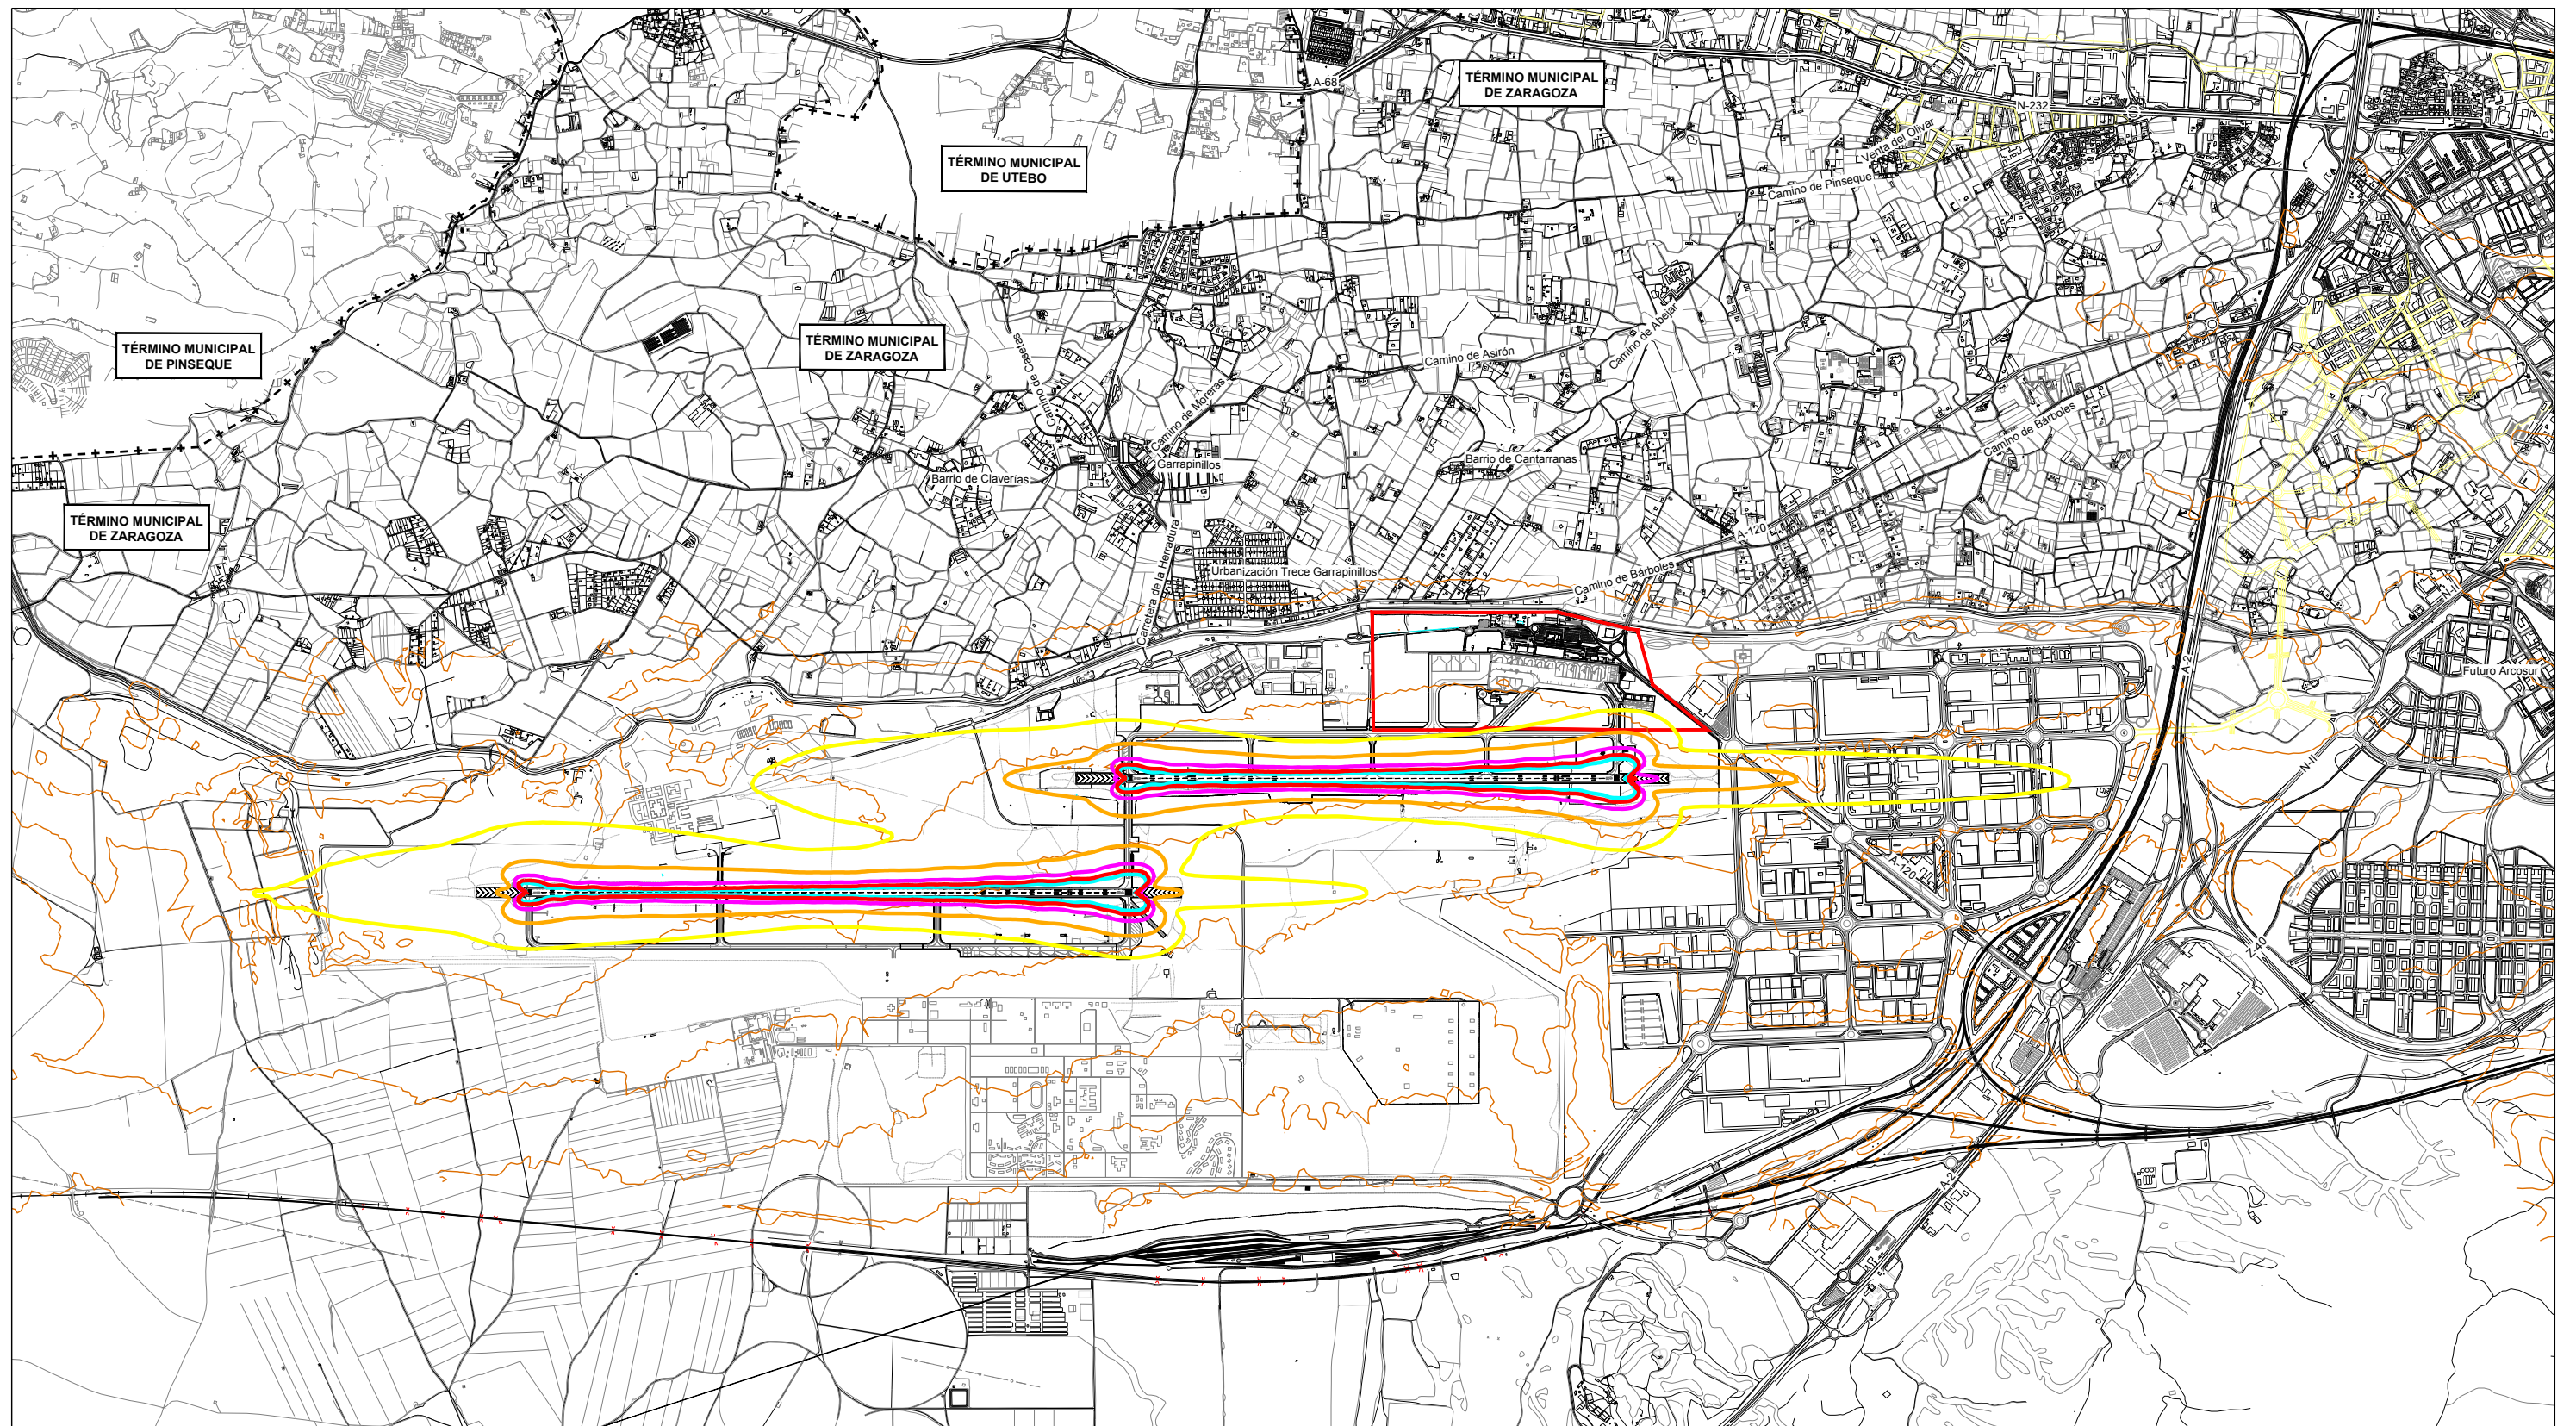 A-68
TÉRMINO MUNICIPAL
DE ZARAGOZA
N-232
Venta del Olivar
TÉRMINO MUNICIPAL
DE UTEBO
Camino de Pinseque
TÉRMINO MUNICIPAL
DE PINSEQUE
TÉRMINO MUNICIPAL
DE ZARAGOZA
Camino de Caseras
Camino de Moreras
Camino de Asirón
Camino de Abejar
Camino de Bárboles
Garrapinillos
Barrio de Claverías
Barrio de Cantarranas
TÉRMINO MUNICIPAL
DE ZARAGOZA
A-120
Carretera de la Herradura
Urbanización Trece Garrapinillos
Camino de Bárboles
N-II
A-2
Futuro Arcosur
N-II
A-120
Z-40
A-2